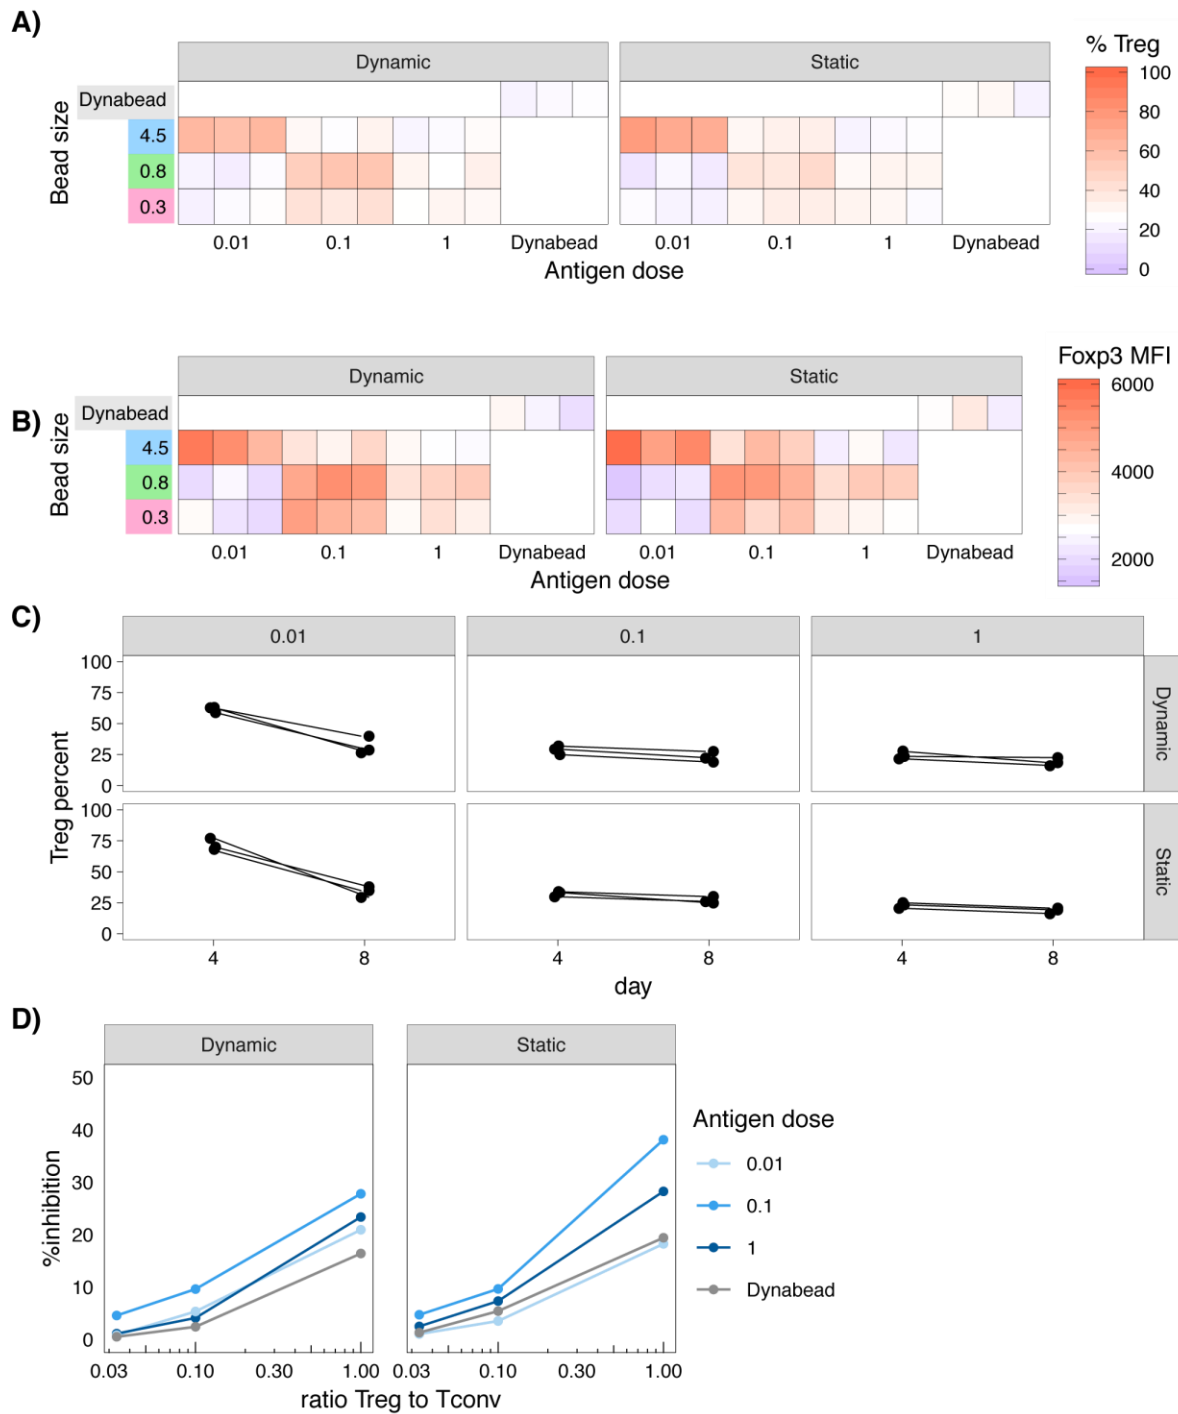 A)
Dynamic
Static
% Treg
Bead size
Dynabead
4.5
0.8
0.3
0.01
0.1
1
Dynabead
0.01
0.1
1
Dynabead
Antigen dose
100
80
60
40
20
0
B)
Dynamic
Static
Foxp3 MFI
Bead size
Dynabead
4.5
0.8
0.3
0.01
0.1
1
Dynabead
0.01
0.1
1
Dynabead
Antigen dose
6000
4000
2000
C)
0.01
0.1
1
Treg percent
100
75
50
25
0
Dynamic
100
75
50
25
0
Static
4
8
4
8
4
8
day
D)
Dynamic
Static
%inhibition
50
40
30
20
10
0
0.03
0.10
0.30
1.00
0.03
0.10
0.30
1.00
ratio Treg to Tconv
Antigen dose
0.01
0.1
1
Dynabead